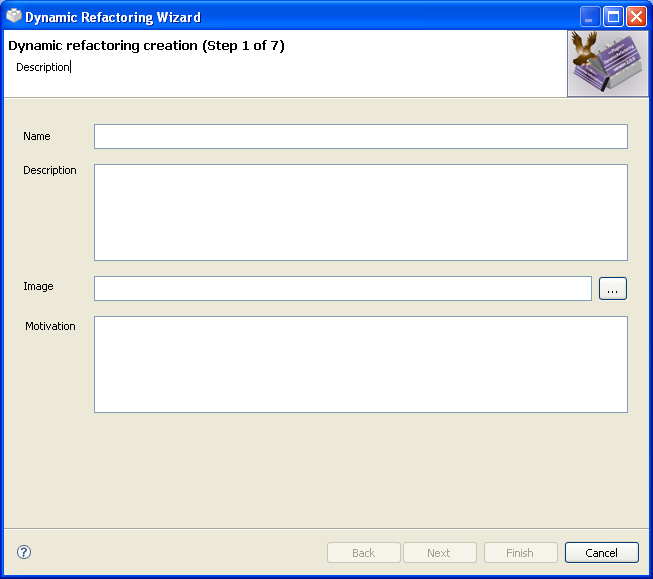 Dynamic Refactoring Wizard
Dynamic refactoring creation (Step 1 of 7)
Description
Name
Description
Image
...
Motivation
?
Back
Next
Finish
Cancel